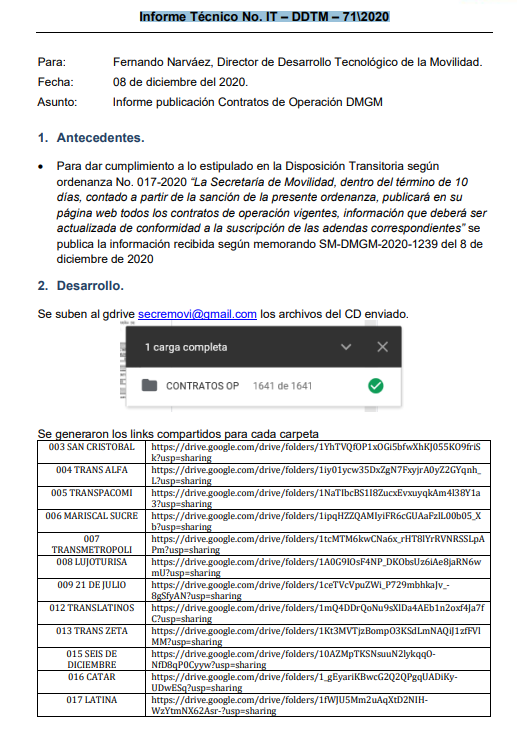 Informe Técnico No. IT – DDTM – 71\2020
Para: Fernando Narváez, Director de Desarrollo Tecnológico de la Movilidad.
Fecha: 08 de diciembre del 2020.
Asunto: Informe publicación Contratos de Operación DMGM
1. Antecedentes.
• Para dar cumplimiento a lo estipulado en la Disposición Transitoria según
ordenanza No. 017-2020 “La Secretaría de Movilidad, dentro del término de 10
días, contado a partir de la sanción de la presente ordenanza, publicará en su
página web todos los contratos de operación vigentes, información que deberá ser
actualizada de conformidad a la suscripción de las adendas correspondientes” se
publica la información recibida según memorando SM-DMGM-2020-1239 del 8 de
diciembre de 2020
2. Desarrollo.
Se suben al gdrive secremovi@gmail.com los archivos del CD enviado.
1 carga completa
CONTRATOS OP 1641 de 1641
Se generaron los links compartidos para cada carpeta
003 SAN CRISTOBAL https://drive.google.com/drive/folders/1YhTVQfOP1xOGi5bfwXhKJ055KO9friS
k?usp=sharing
004 TRANS ALFA https://drive.google.com/drive/folders/1iy01ycw35DxZgN7FxyjrA0yZ2GYqnh_
L?usp=sharing
005 TRANSPACOMI https://drive.google.com/drive/folders/1NaTIbcBS1I8ZucxEvxuyqkAm4I38Y1a
3?usp=sharing
006 MARISCAL SUCRE https://drive.google.com/drive/folders/1ipqHZZQAMIyiFR6cGUAaFzlL00b05_X
b?usp=sharing
007 https://drive.google.com/drive/folders/1tcMTM6kwCNa6x_rHT8lYrRVNRSSLpA
TRANSMETROPOLI Pm?usp=sharing
008 LUJOTURISA https://drive.google.com/drive/folders/1A0G9IOsF4NP_DKObsUz6iAe8jaRN6w
mU?usp=sharing
009 21 DE JULIO https://drive.google.com/drive/folders/1ceTVcVpuZWi_P729mbhkaJv_-
8gSfyAN?usp=sharing
012 TRANSLATINOS https://drive.google.com/drive/folders/1mQ4DDrQoNu9sXlDa4AEb1n2oxf4Ja7f
C?usp=sharing
013 TRANS ZETA https://drive.google.com/drive/folders/1Kt3MVTjzBompO3KSdLmNAQiJ1zfFVl
MM?usp=sharing
015 SEIS DE https://drive.google.com/drive/folders/10AZMpTKSNsuuN2lykqqO-
DICIEMBRE NfD8qP0Cyyw?usp=sharing
016 CATAR https://drive.google.com/drive/folders/1_gEyariKBwcG2Q2QPgqUADiKy-
UDwESq?usp=sharing
017 LATINA https://drive.google.com/drive/folders/1fWJU5Mm2uAqXtD2NIH-
WzYtmNX62Asr-?usp=sharing